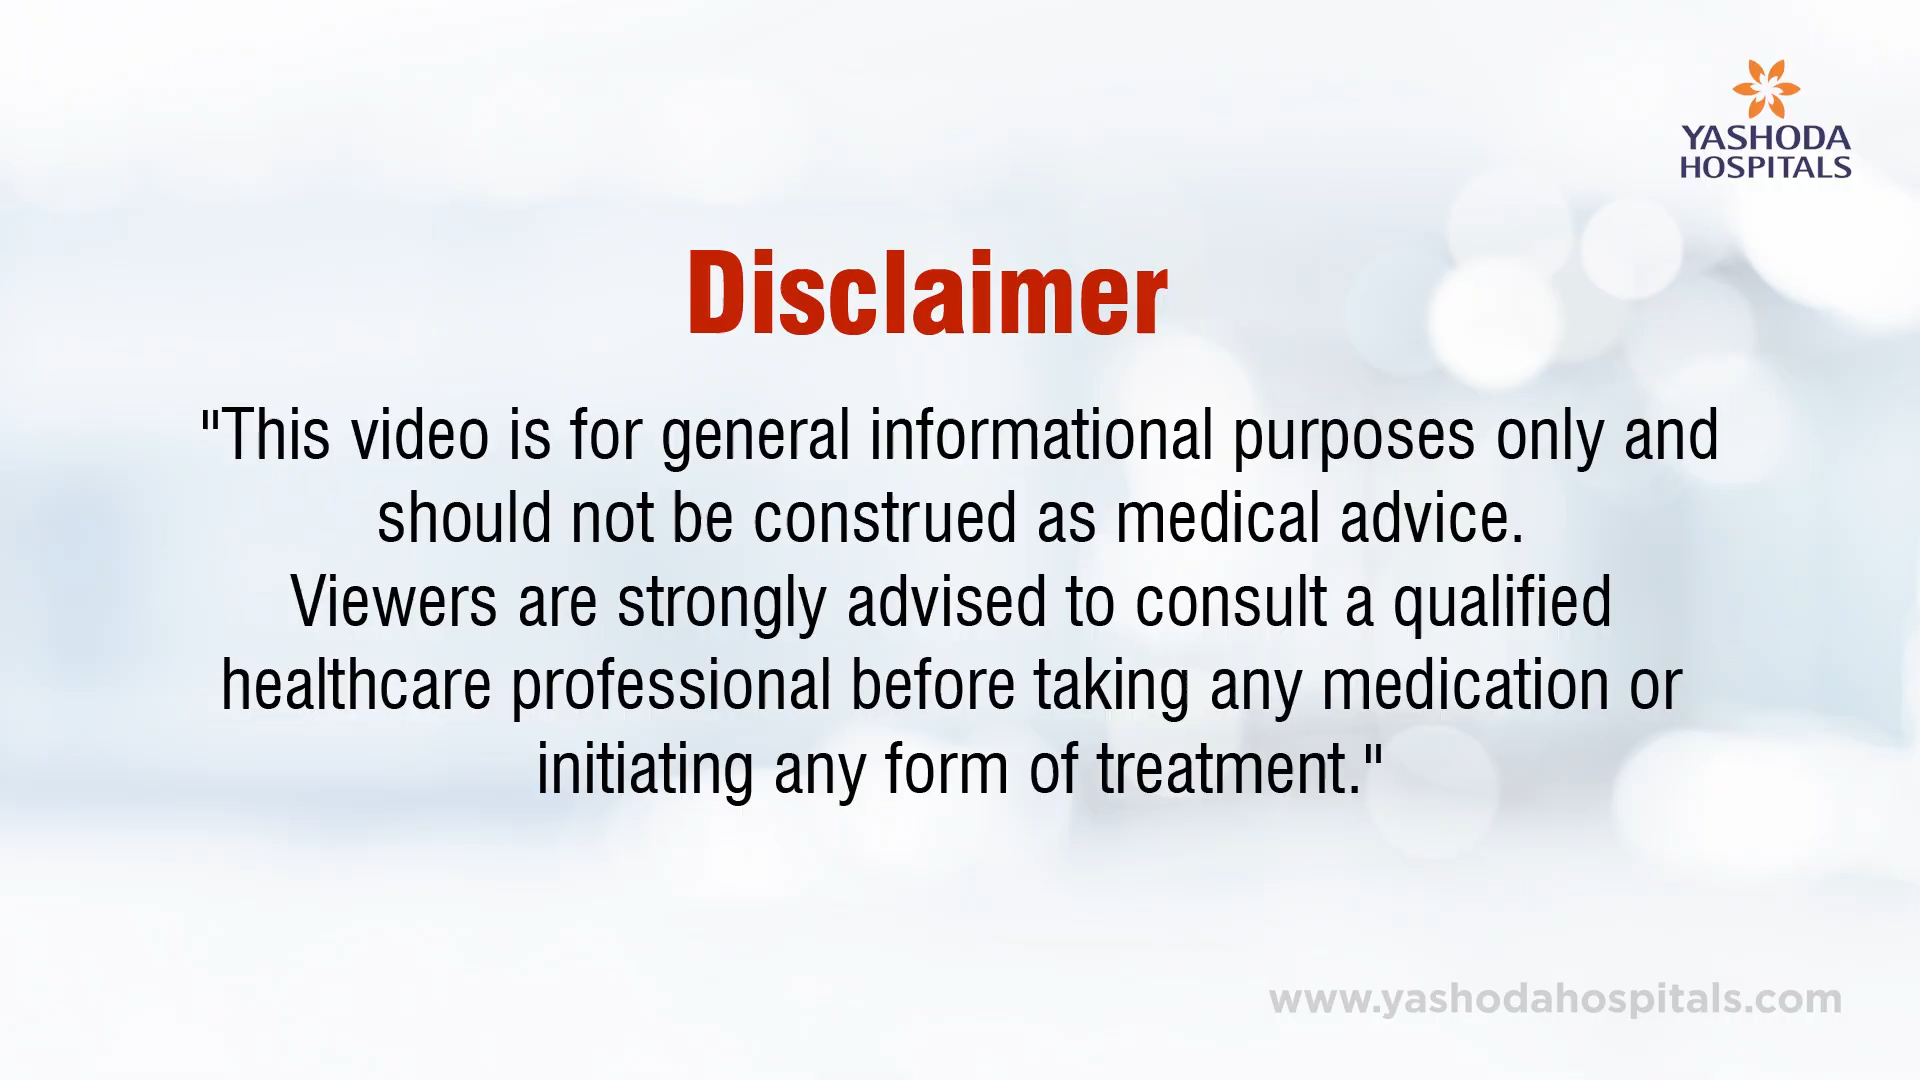 YASHODA
HOSPITALS
Disclaimer
"This video is for general informational purposes only and
should not be construed as medical advice.
Viewers are strongly advised to consult a qualified
healthcare professional before taking any medication or
initiating any form of treatment."
www.yashodahospitals.com